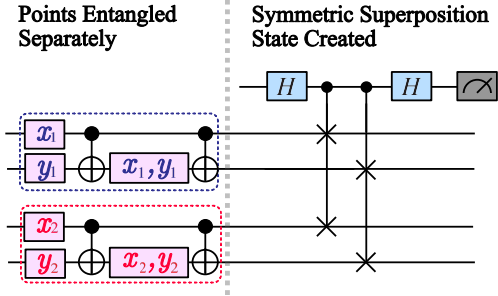 Points Entangled
Separately
Symmetric Superposition
State Created
H
H
x₁
y₁
x₁,y₁
x₂
y₂
x₂,y₂